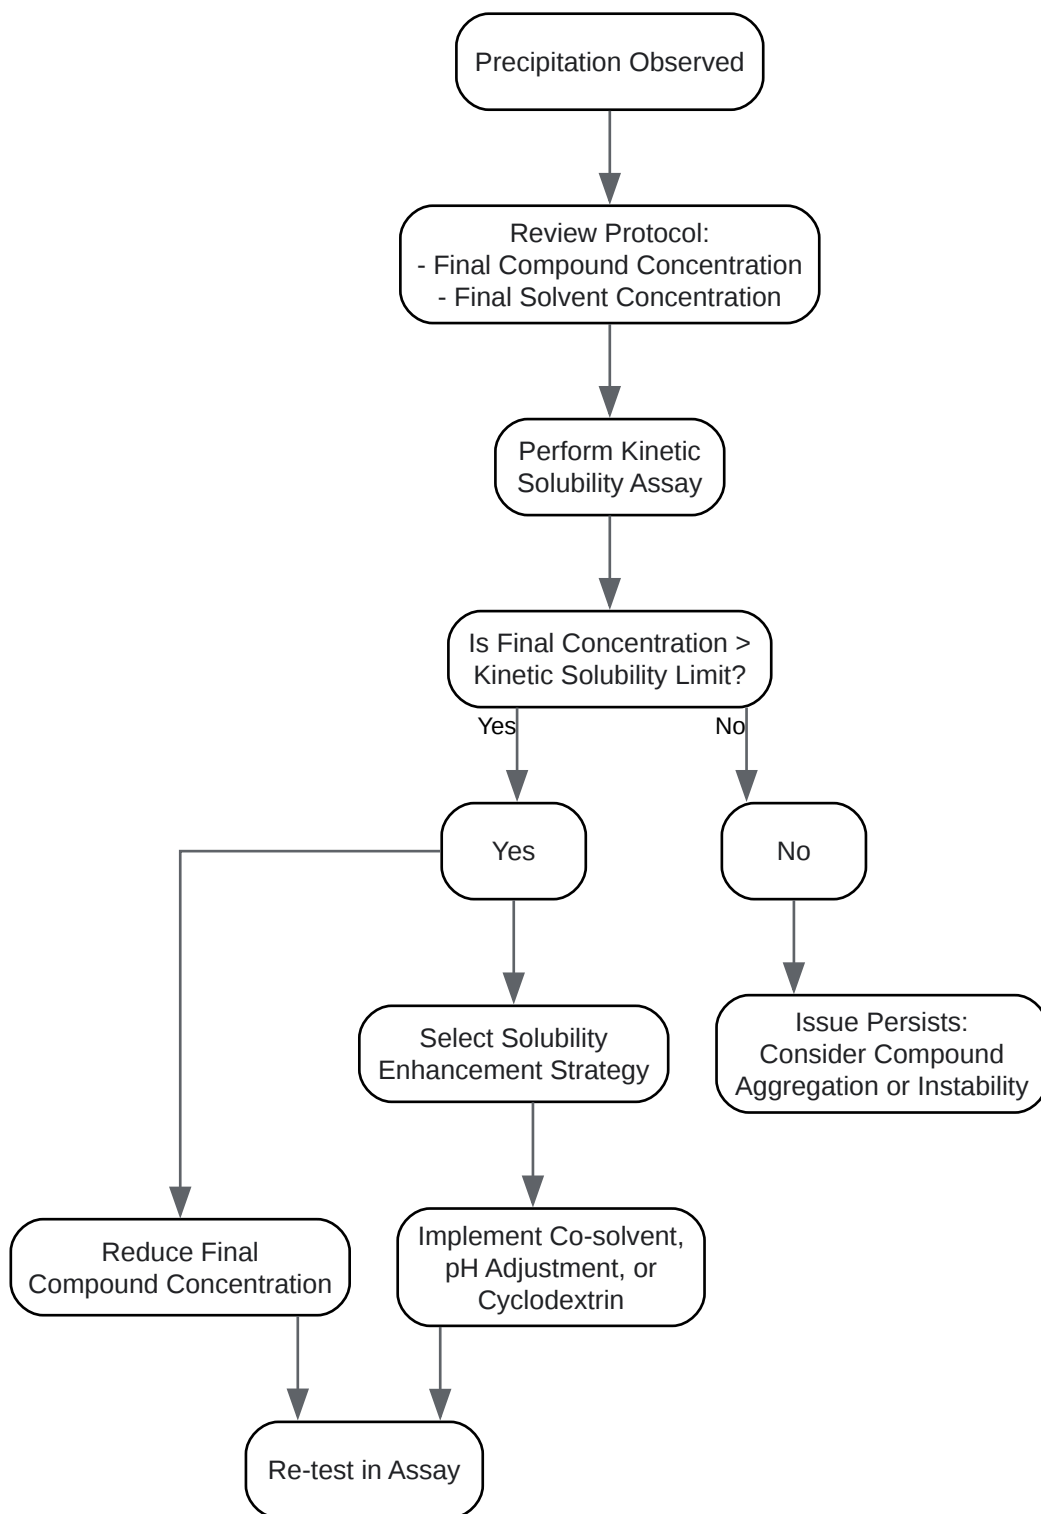 Precipitation Observed
Review Protocol:
- Final Compound Concentration
- Final Solvent Concentration
Perform Kinetic
Solubility Assay
Is Final Concentration >
Kinetic Solubility Limit?
Yes
No
Yes
No
Select Solubility
Enhancement Strategy
Issue Persists:
Consider Compound
Aggregation or Instability
Reduce Final
Compound Concentration
Implement Co-solvent,
pH Adjustment, or
Cyclodextrin
Re-test in Assay